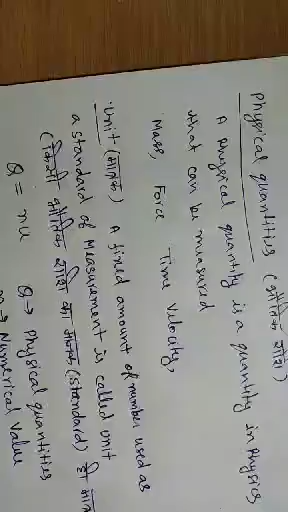 Physical quantities (भौतिक राशि)
A Physical quantity is a quantity in Physics
that can be measured
Mass, Force Time Velocity,
Unit (मात्रक) A fixed amount of number used as
a standard of Measurement is called unit
(किसी भौतिक राशि का मानक (standard) ही
Q = nu Q → Physical quantities
n → Numerical Value